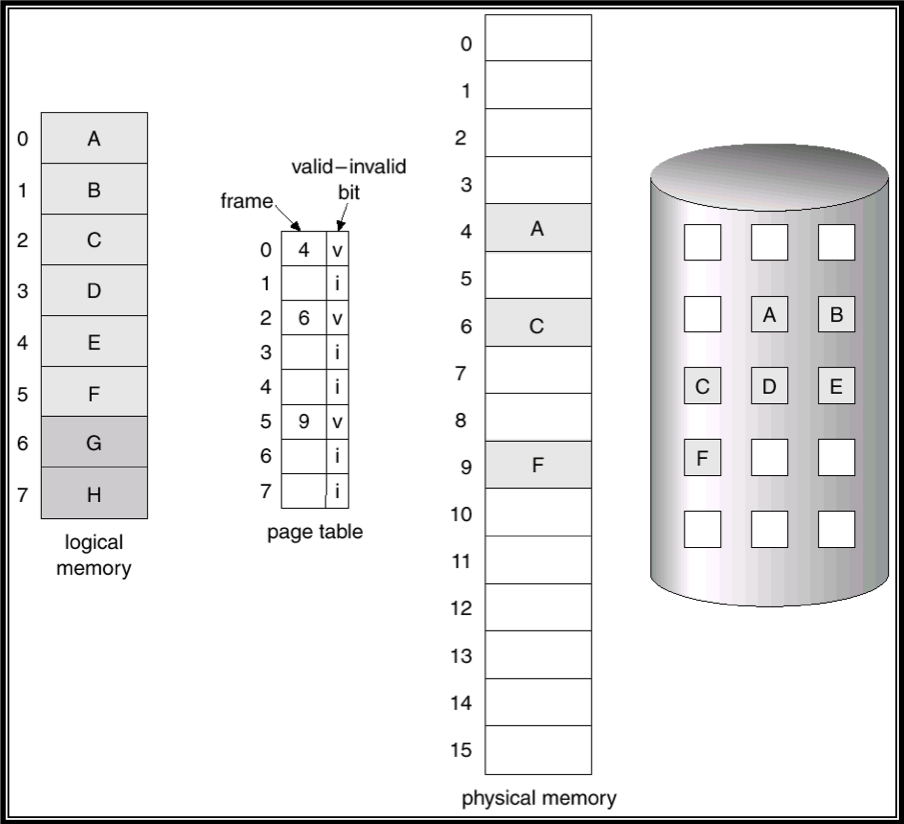 0 A
1 B
2 C
3 D
4 E
5 F
6 G
7 H
logical
memory
valid–invalid
bit
frame
0 4 v
1 i
2 6 v
3 i
4 i
5 9 v
6 i
7 i
page table
0
1
2
3
4 A
5
6 C
7
8
9 F
10
11
12
13
14
15
physical memory
A B
C D E
F